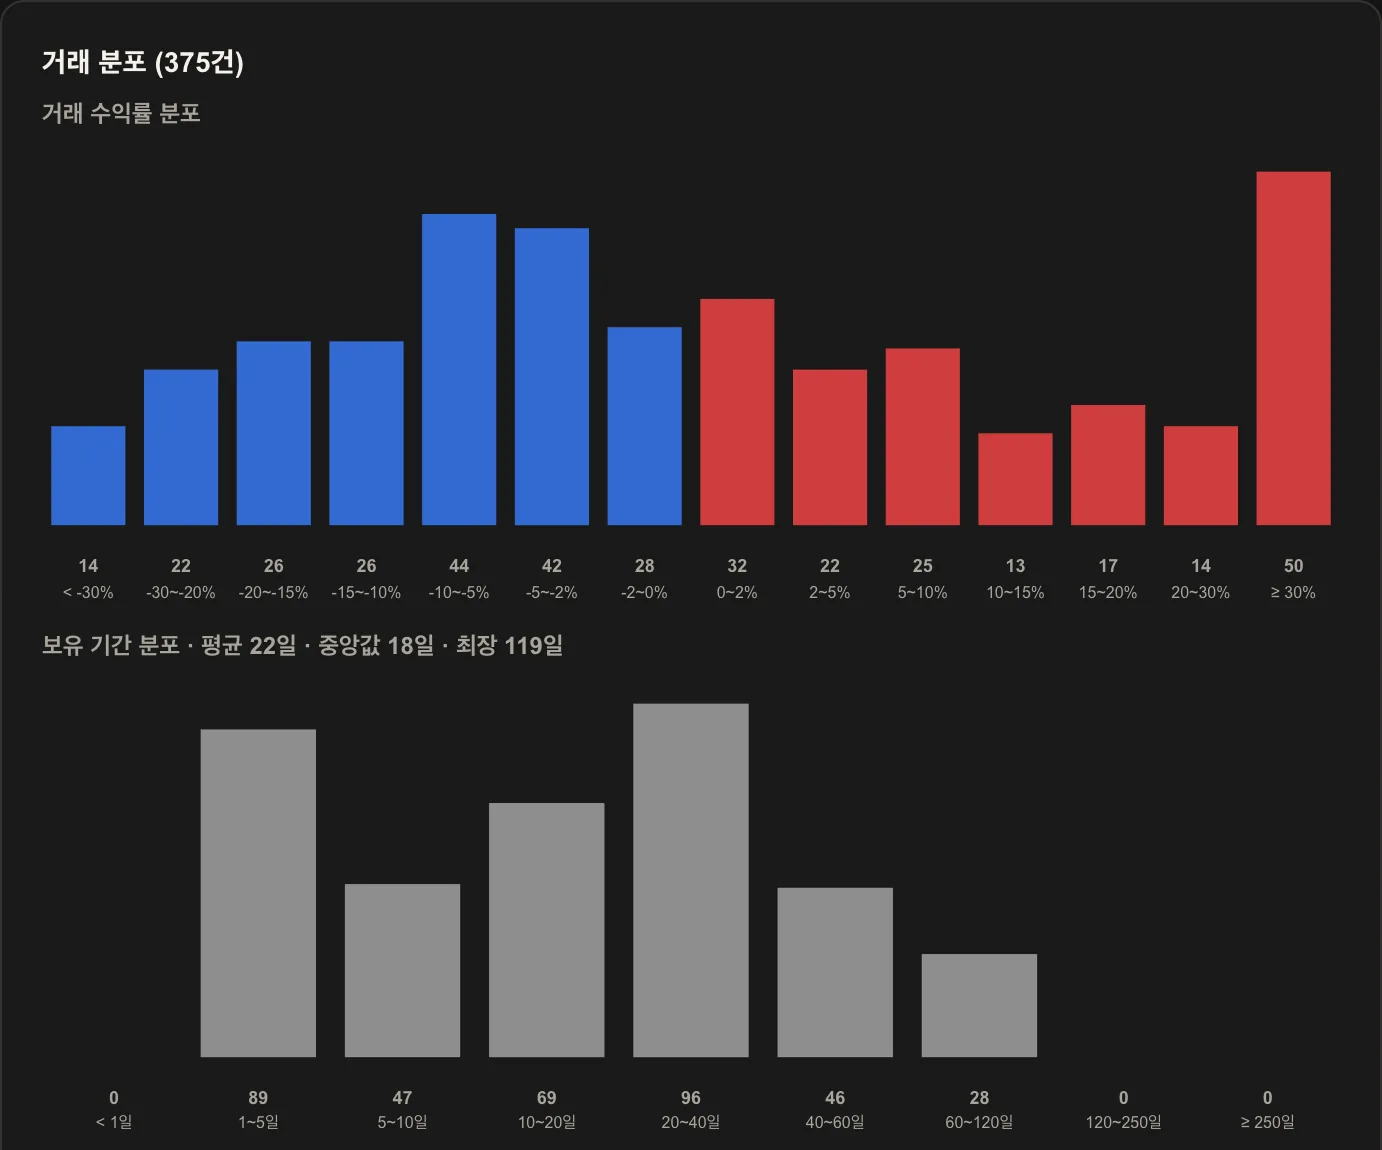 거래 분포 (375건)
거래 수익률 분포
14 22 26 26 44 42 28 32 22 25 13 17 14 50
< -30% -30~-20% -20~-15% -15~-10% -10~-5% -5~-2% -2~0% 0~2% 2~5% 5~10% 10~15% 15~20% 20~30% ≥ 30%
보유 기간 분포 · 평균 22일 · 중앙값 18일 · 최장 119일
0 89 47 69 96 46 28 0 0
< 1일 1~5일 5~10일 10~20일 20~40일 40~60일 60~120일 120~250일 ≥ 250일